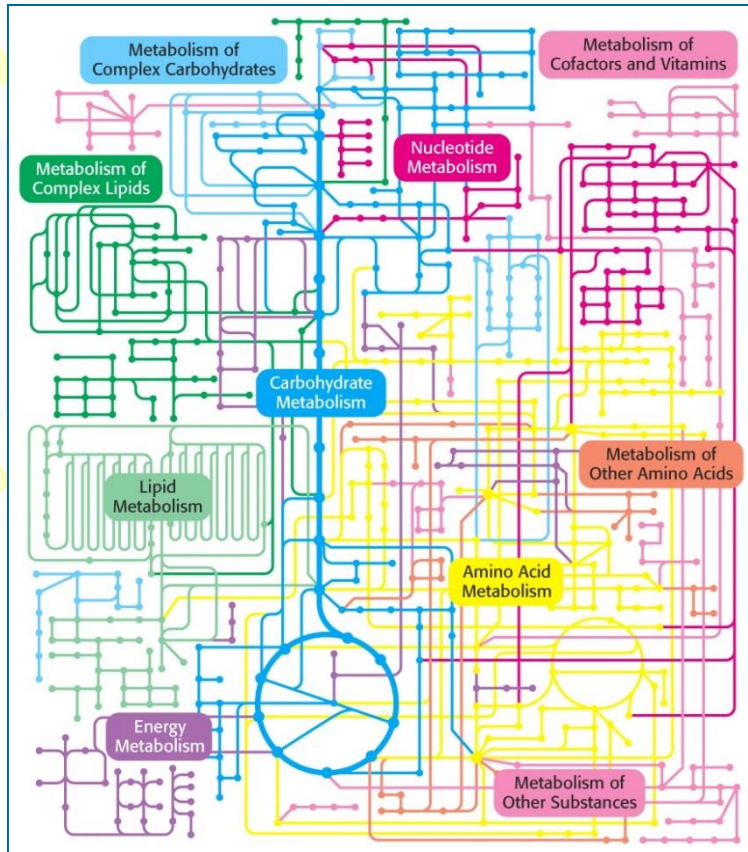 Metabolism of
Complex Carbohydrates
Metabolism of
Cofactors and Vitamins
Nucleotide
Metabolism
Metabolism of
Complex Lipids
Carbohydrate
Metabolism
Metabolism of
Other Amino Acids
Lipid
Metabolism
Amino Acid
Metabolism
Energy
Metabolism
Metabolism of
Other Substances